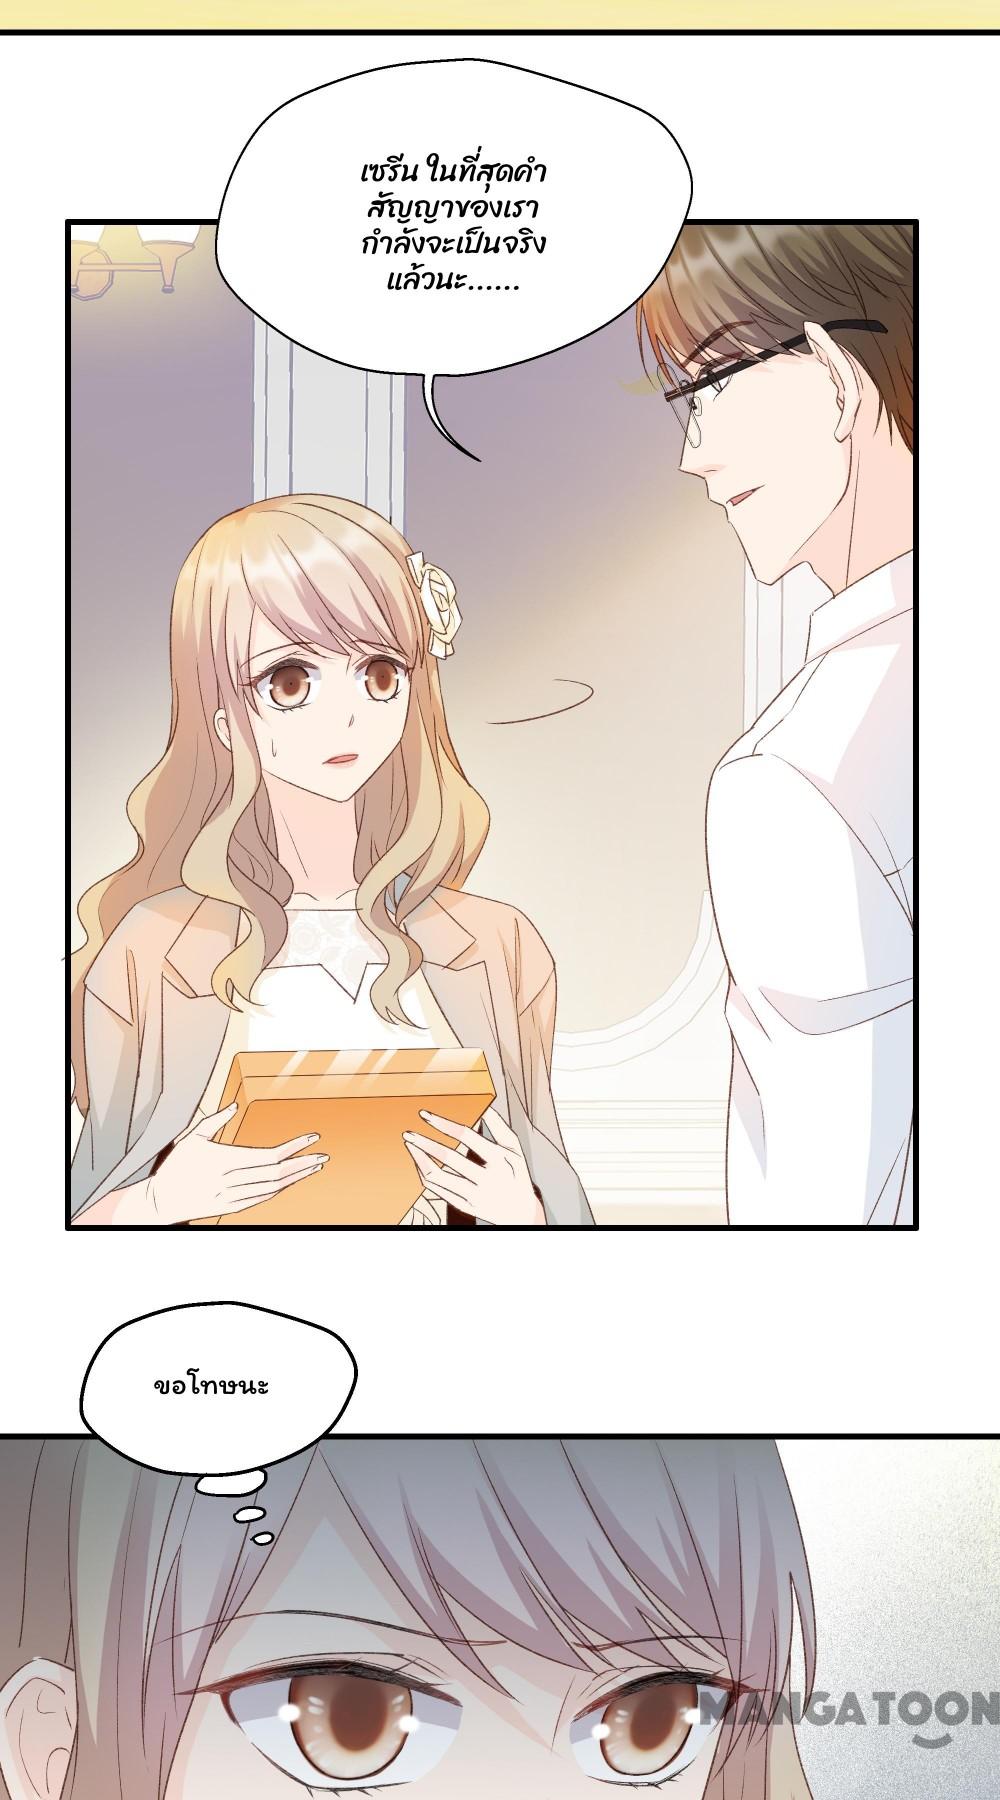 เซรีน ในที่สุดคำ
สัญญาของเรา
กำลังจะเป็นจริง
แล้วนะ......
ขอโทษนะ
MANGATOON